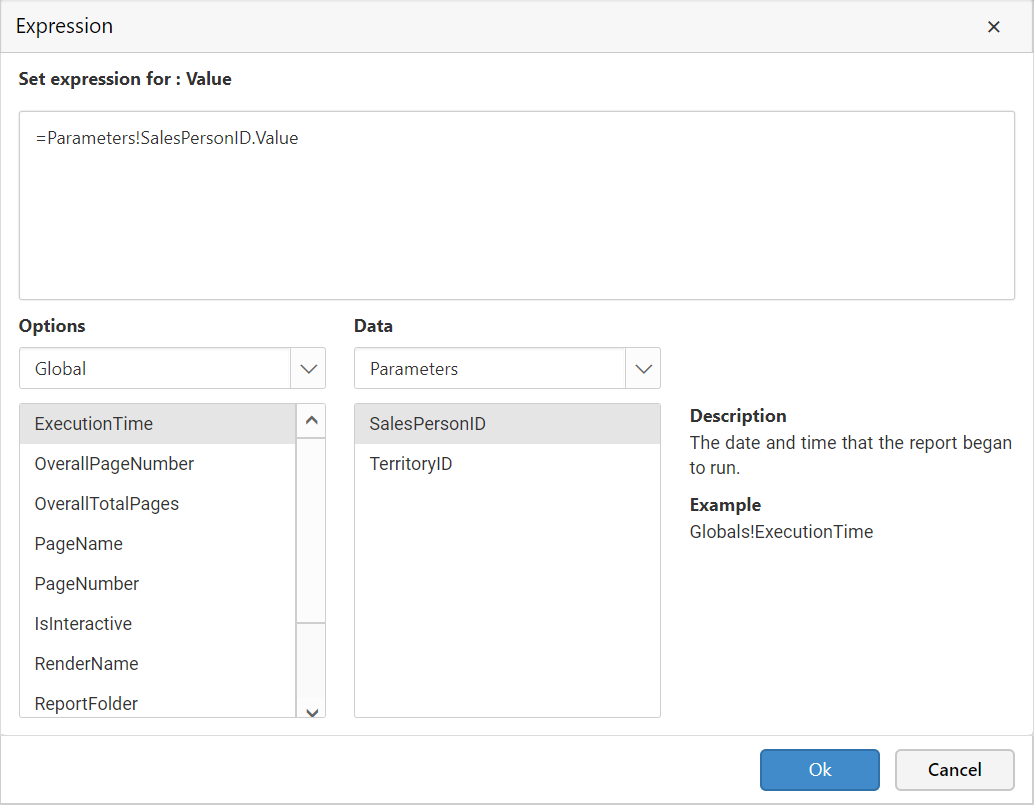 Expression
Set expression for : Value
=Parameters!SalesPersonID.Value
Options
Data
Global
Parameters
ExecutionTime
OverallPageNumber
OverallTotalPages
PageName
PageNumber
IsInteractive
RenderName
ReportFolder
SalesPersonID
TerritoryID
Description
The date and time that the report began
to run.
Example
Globals!ExecutionTime
Ok
Cancel